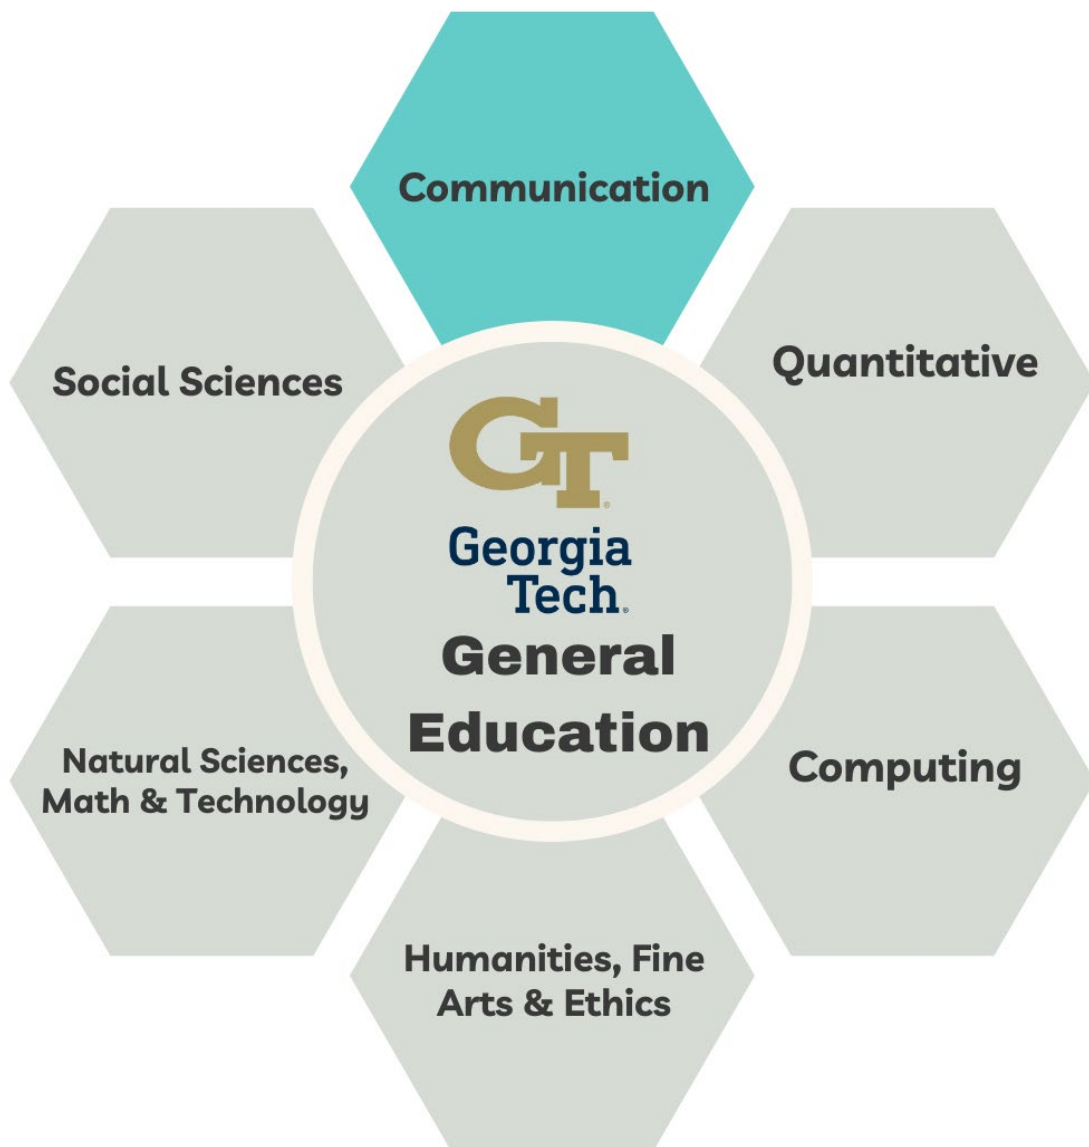 Communication
Quantitative
Social Sciences
GT
Georgia
Tech
General
Education
Computing
Natural Sciences,
Math & Technology
Humanities, Fine
Arts & Ethics